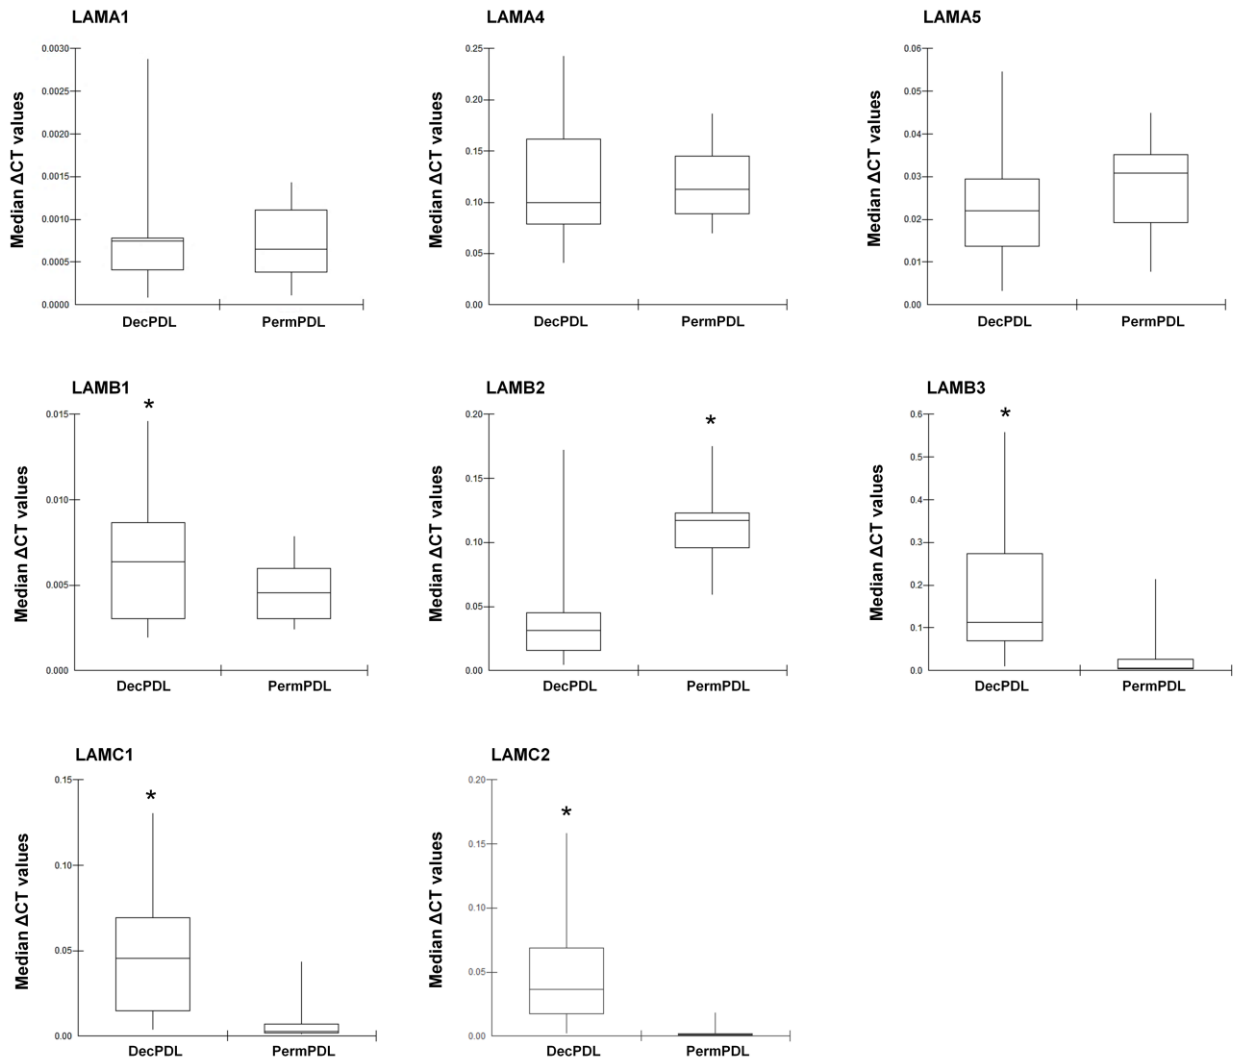 LAMA1
Median ΔCT values
0.0030
0.0025
0.0020
0.0015
0.0010
0.0005
0.0000
DecPDL PermPDL
LAMA4
Median ΔCT values
0.25
0.20
0.15
0.10
0.05
0.00
DecPDL PermPDL
LAMA5
Median ΔCT values
0.06
0.05
0.04
0.03
0.02
0.01
0.00
DecPDL PermPDL
LAMB1
*
Median ΔCT values
0.015
0.010
0.005
0.000
DecPDL PermPDL
LAMB2
*
Median ΔCT values
0.20
0.15
0.10
0.05
0.00
DecPDL PermPDL
LAMB3
*
Median ΔCT values
0.6
0.5
0.4
0.3
0.2
0.1
0.0
DecPDL PermPDL
LAMC1
*
Median ΔCT values
0.15
0.10
0.05
0.00
DecPDL PermPDL
LAMC2
*
Median ΔCT values
0.20
0.15
0.10
0.05
0.00
DecPDL PermPDL